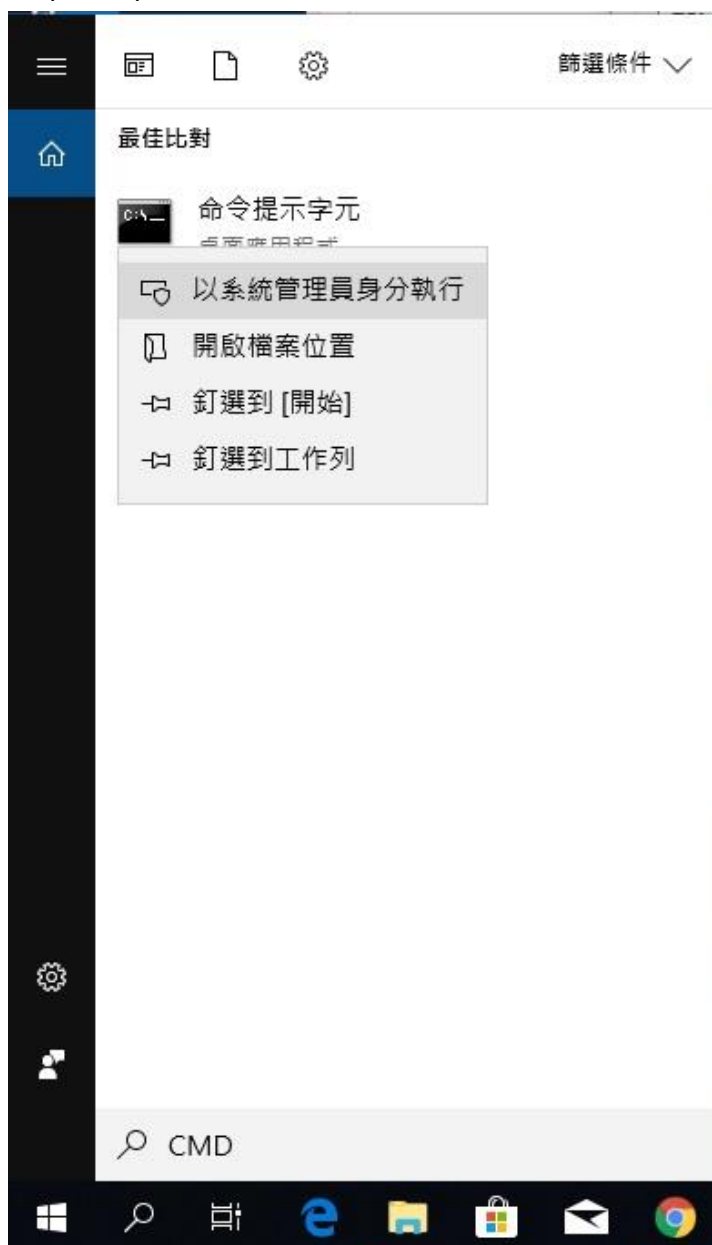 篩選條件
最佳比對
C:\
命令提示字元
以系統管理員身分執行
開啟檔案位置
釘選到 [開始]
釘選到工作列
CMD